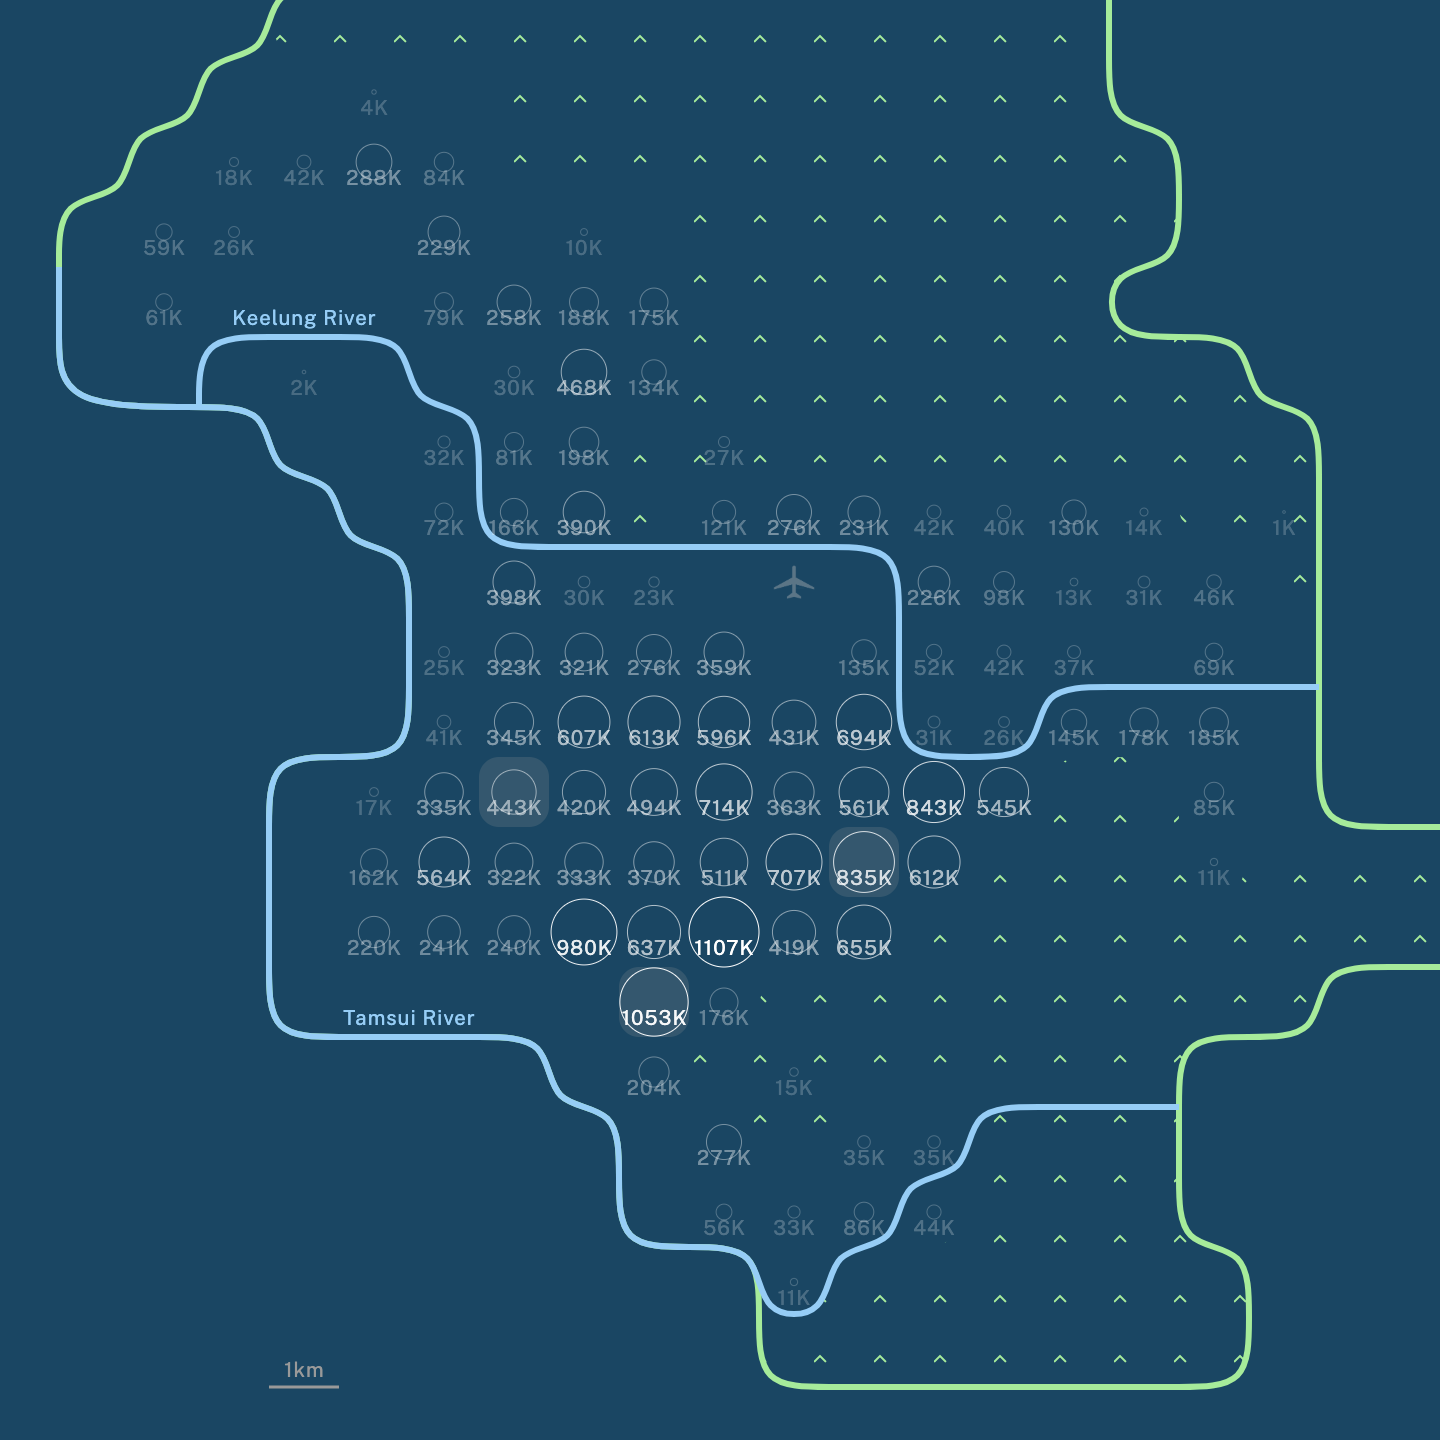 4K
18K 42K 288K 84K
59K 26K 229K 10K
61K Keelung River 79K 258K 188K 175K
2K 30K 468K 134K
32K 81K 198K 27K
72K 166K 390K 121K 276K 231K 42K 40K 130K 14K 1K
398K 30K 23K 226K 98K 13K 31K 46K
25K 323K 321K 276K 359K 135K 52K 42K 37K 69K
41K 345K 607K 613K 596K 431K 694K 31K 26K 145K 178K 185K
17K 335K 443K 420K 494K 714K 363K 561K 843K 545K 85K
162K 564K 322K 333K 370K 511K 707K 835K 612K 11K
220K 241K 240K 980K 637K 1107K 419K 655K
Tamsui River 1053K 176K
204K 15K
277K 35K 35K
56K 33K 86K 44K
11K
1km